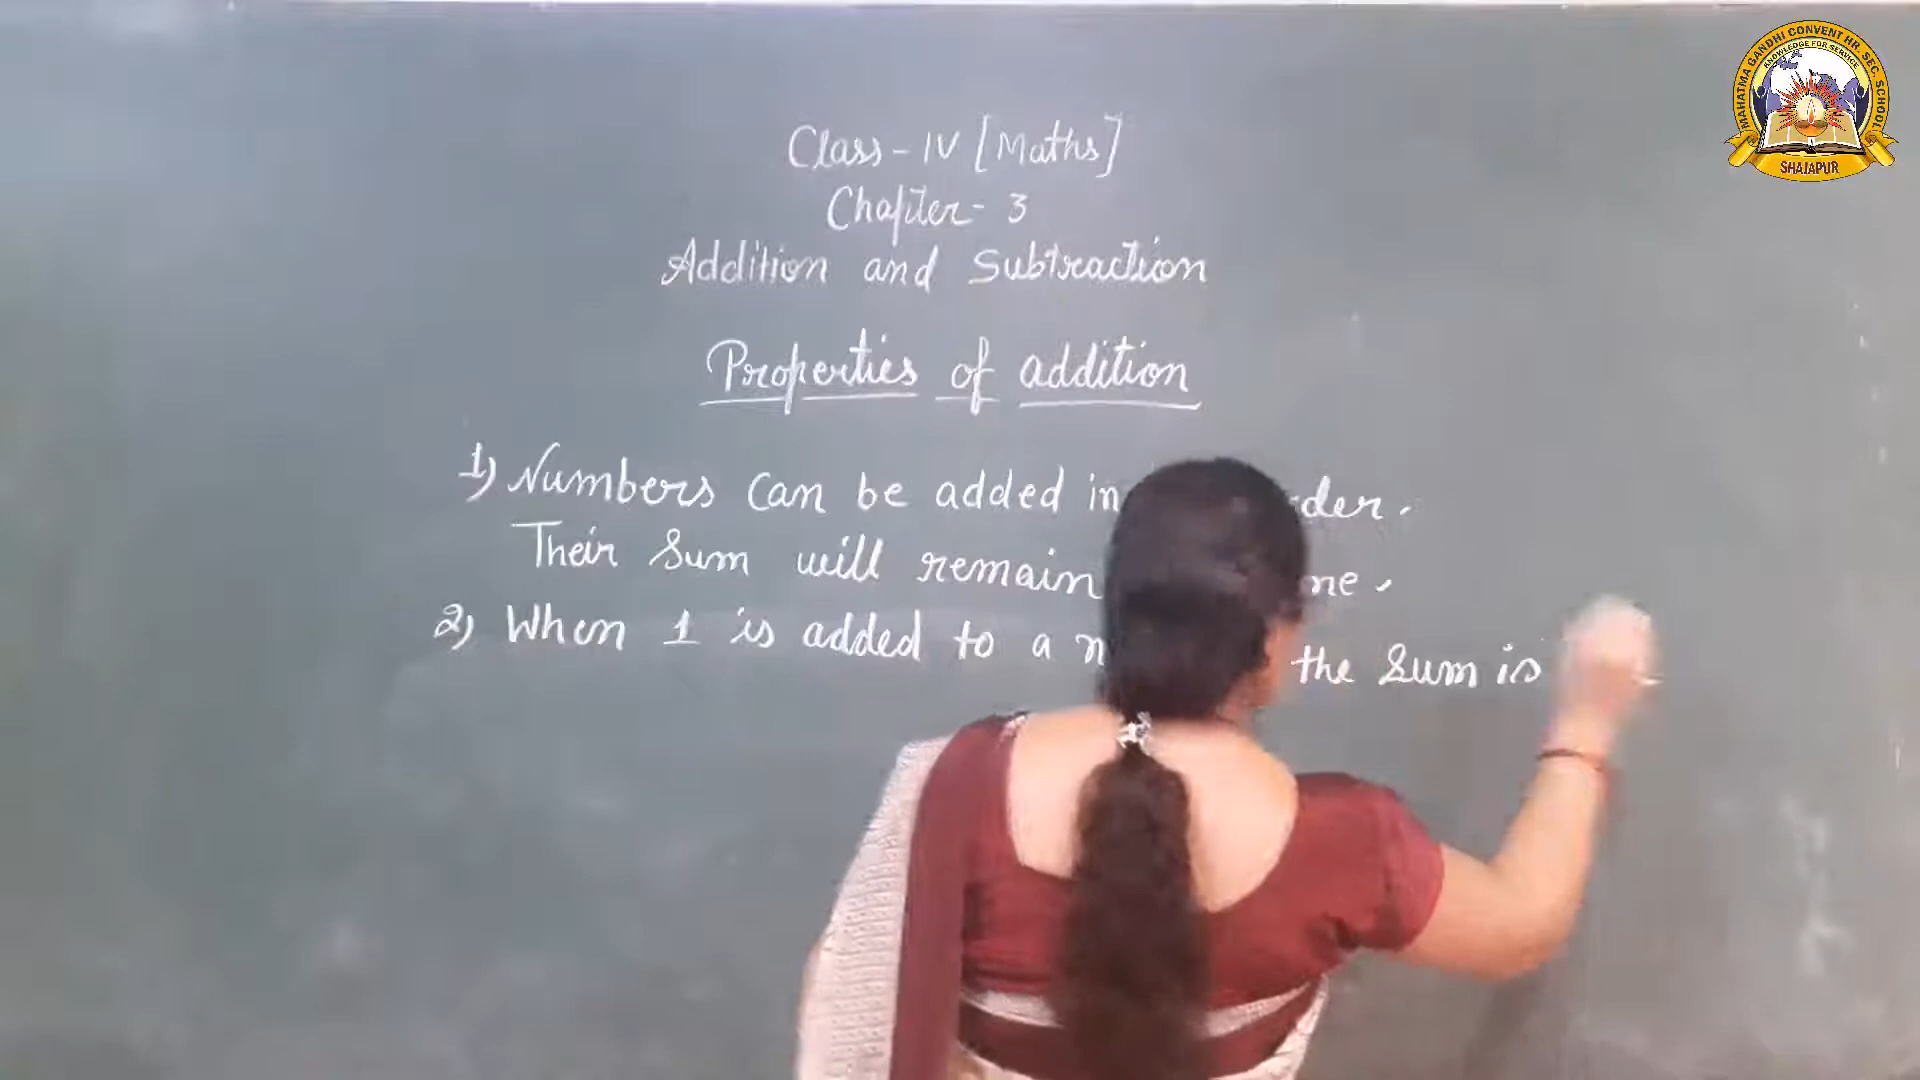 Class - IV [Maths]
Chapter - 3
Addition and Subtraction
Properties of addition
1) Numbers can be added in
Their Sum will remain
2) When 1 is added to a the Sum is
MAHATMA GANDHI CONVENT HR. SEC. SCHOOL
KNOWLEDGE FOR SERVICE
SHAJAPUR